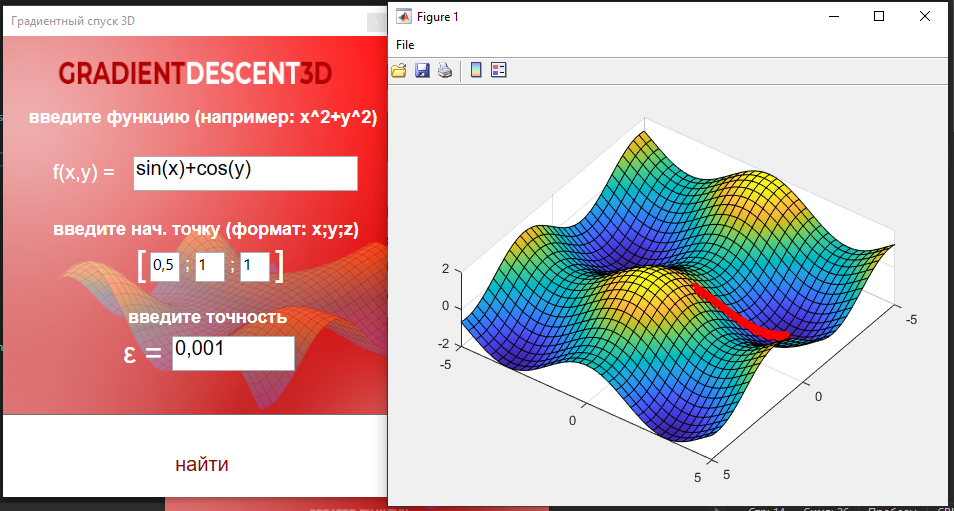 Градиентный спуск 3D
GRADIENTDESCENT3D
введите функцию (например: x^2+y^2)
f(x,y) =
sin(x)+cos(y)
введите нач. точку (формат: x;y;z)
[ 0,5 ; 1 ; 1 ]
введите точность
ε = 0,001
найти
Figure 1
File
2
0
-2
-5
0
5
5
0
-5